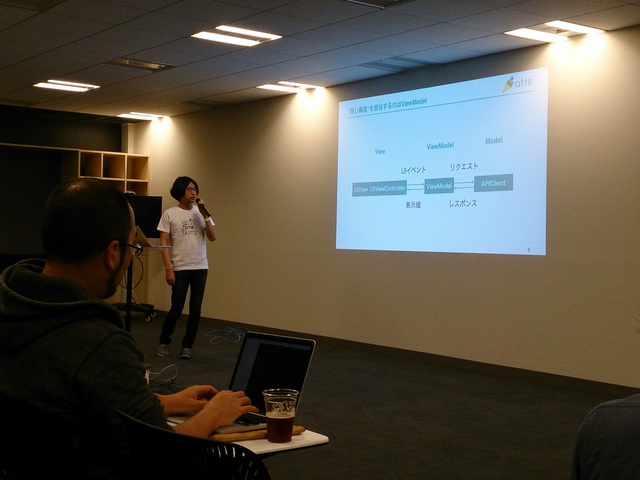 atte
"同じ構造"を担当するのはViewModel
View ViewModel Model
UIイベント リクエスト
UIView UIViewController ViewModel APIClient
表示値 レスポンス